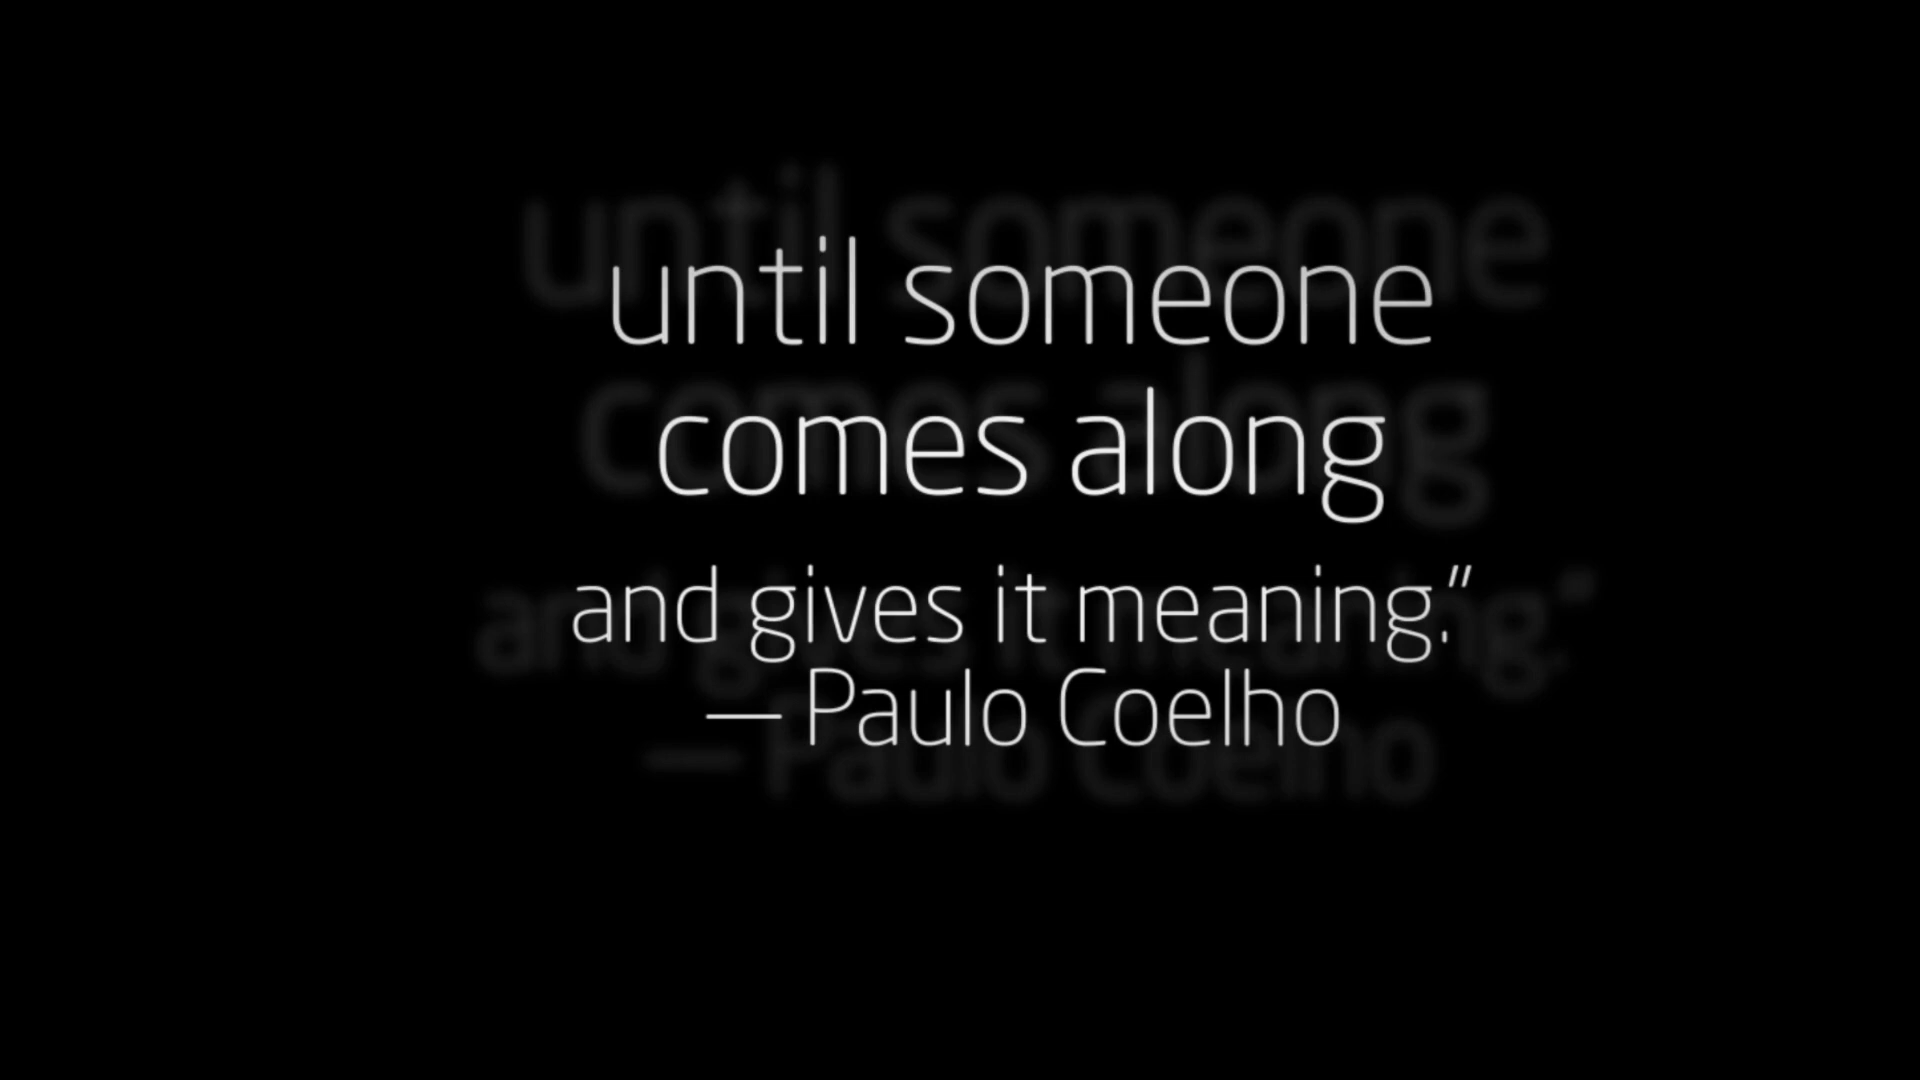 until someone
comes along
and gives it meaning.”
— Paulo Coelho